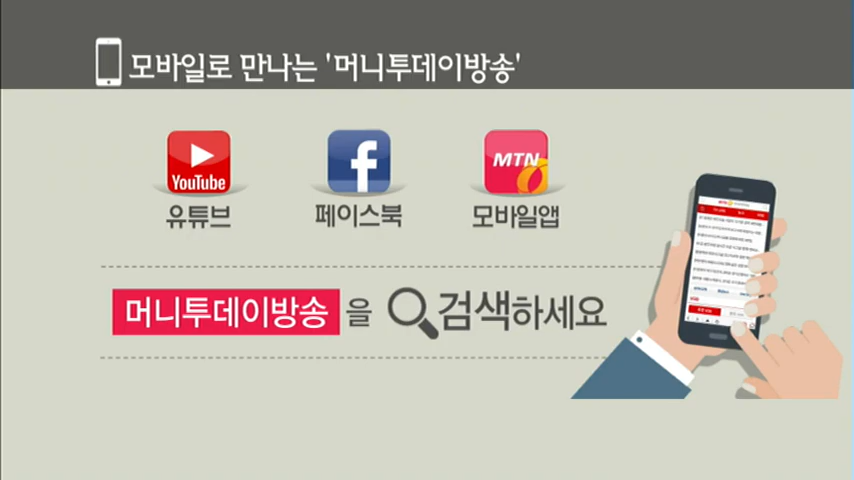 모바일로 만나는 '머니투데이방송'
YouTube
MTN
유튜브
페이스북
모바일앱
머니투데이방송을 검색하세요